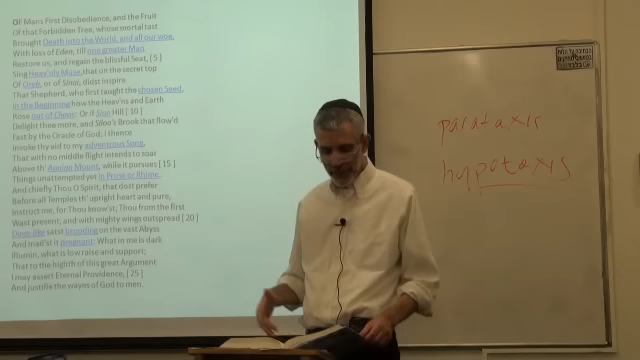 Of Mans First Disobedience, and the Fruit
Of that Forbidden Tree, whose mortal tast
Brought Death into the World, and all our woe,
With loss of Eden, till one greater Man
Restore us, and regain the blissful Seat, [ 5 ]
Sing Heav'nly Muse, that on the secret top
Of Oreb, or of Sinai, didst inspire
That Shepherd, who first taught the chosen Seed,
In the Beginning how the Heav'ns and Earth
Rose out of Chaos: Or if Sion Hill [ 10 ]
Delight thee more, and Siloa's Brook that flow'd
Fast by the Oracle of God; I thence
Invoke thy aid to my adventrous Song,
That with no middle flight intends to soar
Above th' Aonian Mount, while it pursues [ 15 ]
Things unattempted yet in Prose or Rhime.
And chiefly Thou O Spirit, that dost prefer
Before all Temples th' upright heart and pure,
Instruct me, for Thou know'st; Thou from the first
Wast present, and with mighty wings outspread [ 20 ]
Dove-like satst brooding on the vast Abyss
And mad'st it pregnant: What in me is dark
Illumin, what is low raise and support;
That to the highth of this great Argument
I may assert Eternal Providence, [ 25 ]
And justifie the wayes of God to men.
parataxis
hypotaxis